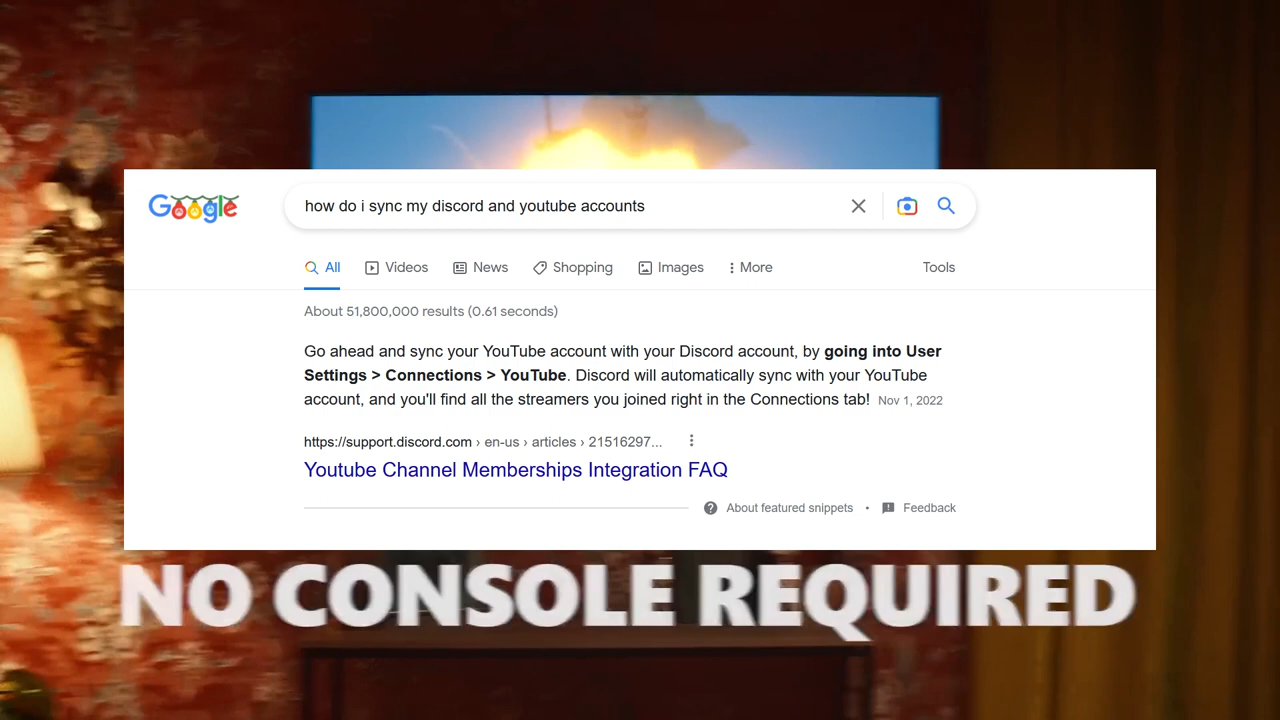 Google
how do i sync my discord and youtube accounts
All Videos News Shopping Images More Tools
About 51,800,000 results (0.61 seconds)
Go ahead and sync your YouTube account with your Discord account, by going into User
Settings > Connections > YouTube. Discord will automatically sync with your YouTube
account, and you'll find all the streamers you joined right in the Connections tab! Nov 1, 2022
https://support.discord.com › en-us › articles › 21516297...
Youtube Channel Memberships Integration FAQ
About featured snippets • Feedback
NO CONSOLE REQUIRED